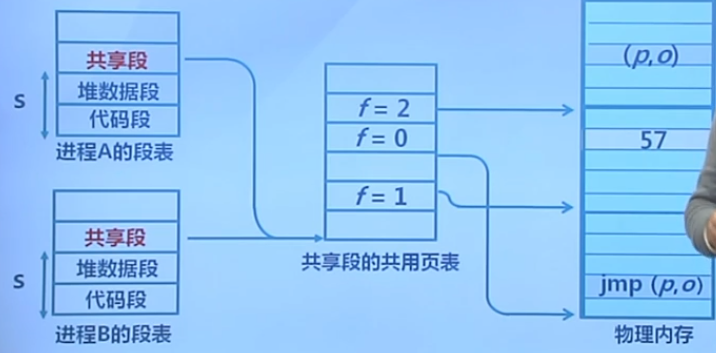 共享段
堆数据段
代码段
S
进程A的段表
共享段
堆数据段
代码段
S
进程B的段表
f = 2
f = 0
f = 1
共享段的共用页表
(p,o)
57
jmp (p,o)
物理内存